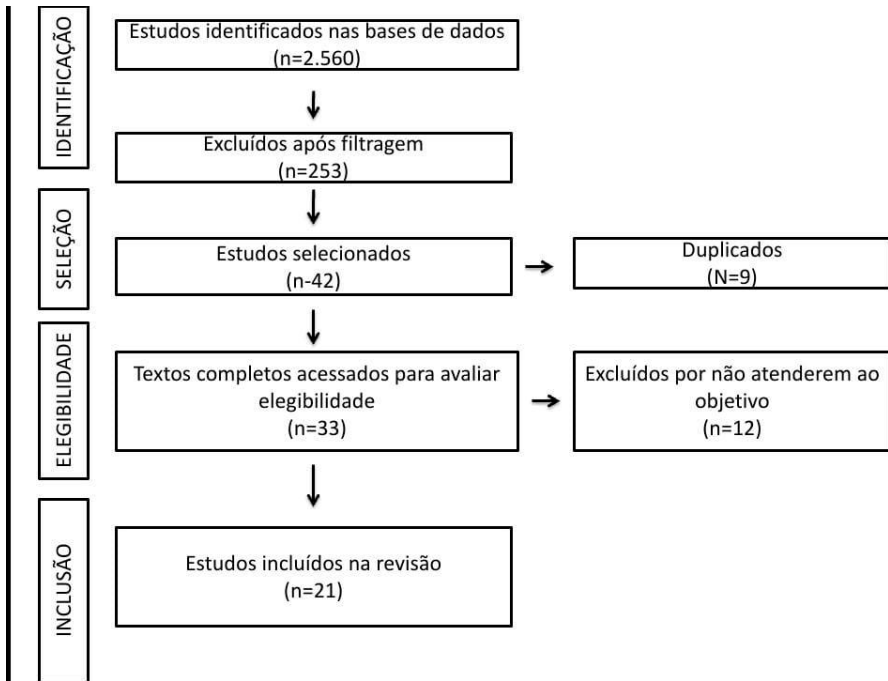 IDENTIFICAÇÃO
Estudos identificados nas bases de dados
(n=2.560)
Excluídos após filtragem
(n=253)
SELEÇÃO
Estudos selecionados
(n-42)
Duplicados
(N=9)
ELEGIBILIDADE
Textos completos acessados para avaliar
elegibilidade
(n=33)
Excluídos por não atenderem ao
objetivo
(n=12)
INCLUSÃO
Estudos incluídos na revisão
(n=21)